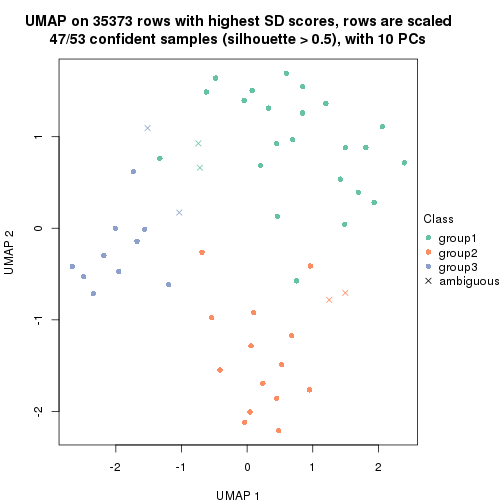 UMAP on 35373 rows with highest SD scores, rows are scaled
47/53 confident samples (silhouette > 0.5), with 10 PCs
1
0
-1
-2
UMAP 2
Class
group1
group2
group3
ambiguous
-2 -1 0 1 2
UMAP 1